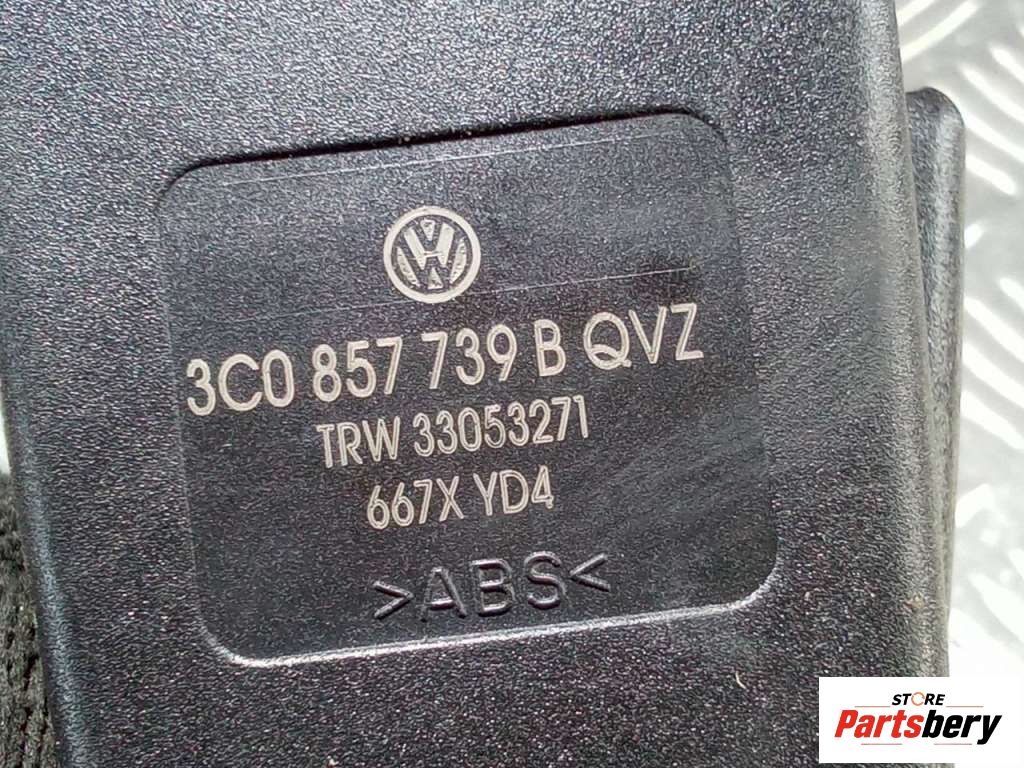 3C0 857 739 B QVZ
TRW 33053271
667X YD4
>ABS<
STORE
Partsbery